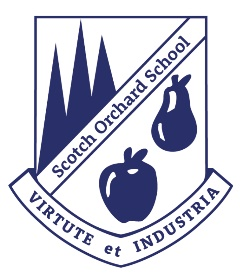 Scotch Orchard School
VIRTUTE et INDUSTRIA